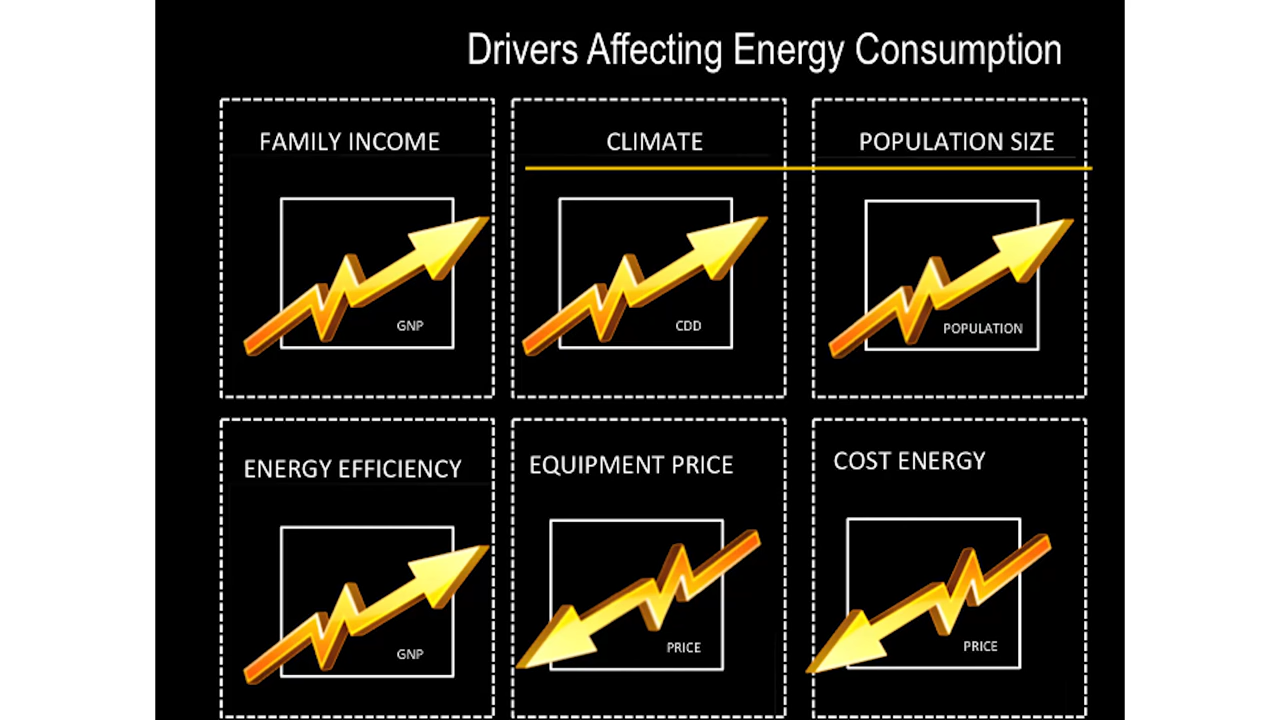 Drivers Affecting Energy Consumption
FAMILY INCOME
GNP
CLIMATE
CDD
POPULATION SIZE
POPULATION
ENERGY EFFICIENCY
GNP
EQUIPMENT PRICE
PRICE
COST ENERGY
PRICE